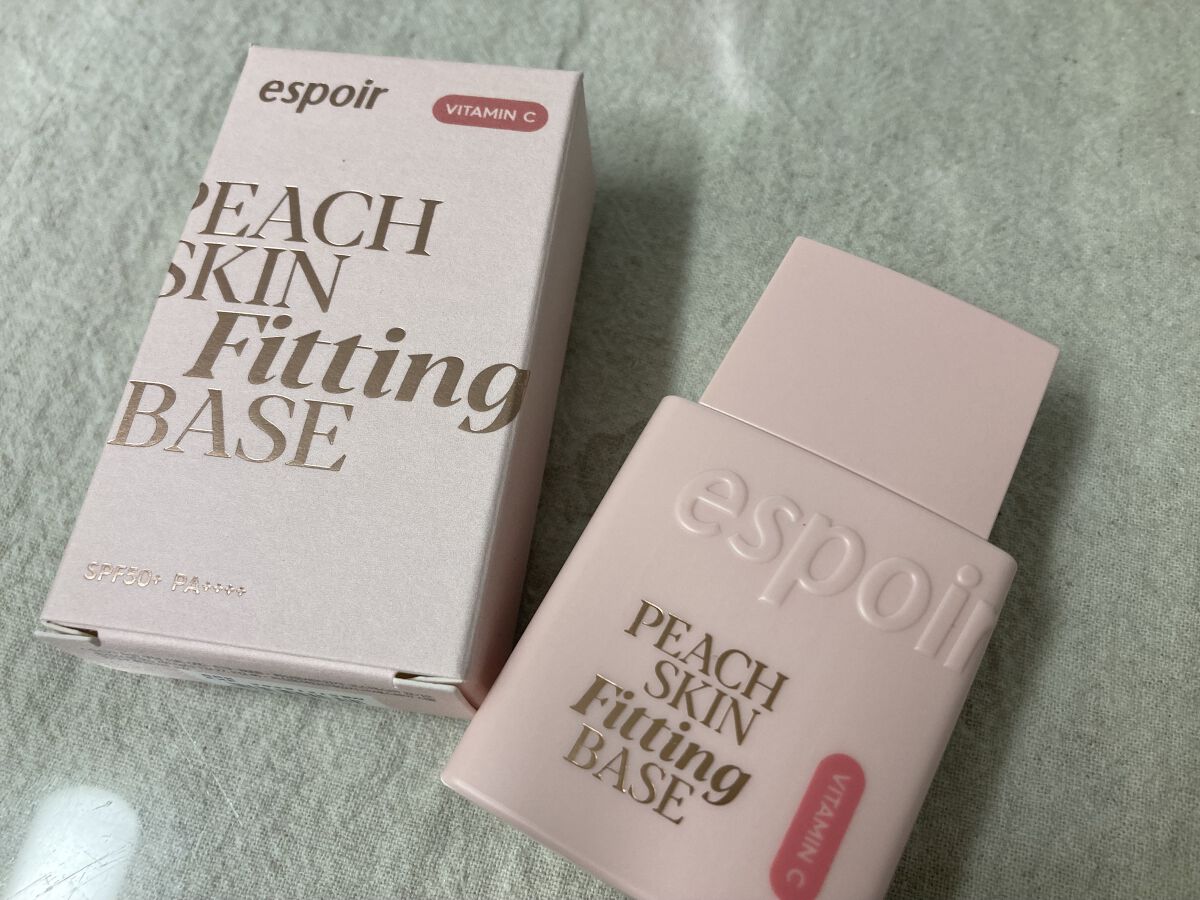 espoir
VITAMIN C
PEACH
SKIN
Fitting
BASE
SPF50+ PA++++
espoir
PEACH
SKIN
Fitting
BASE
VITAMIN C